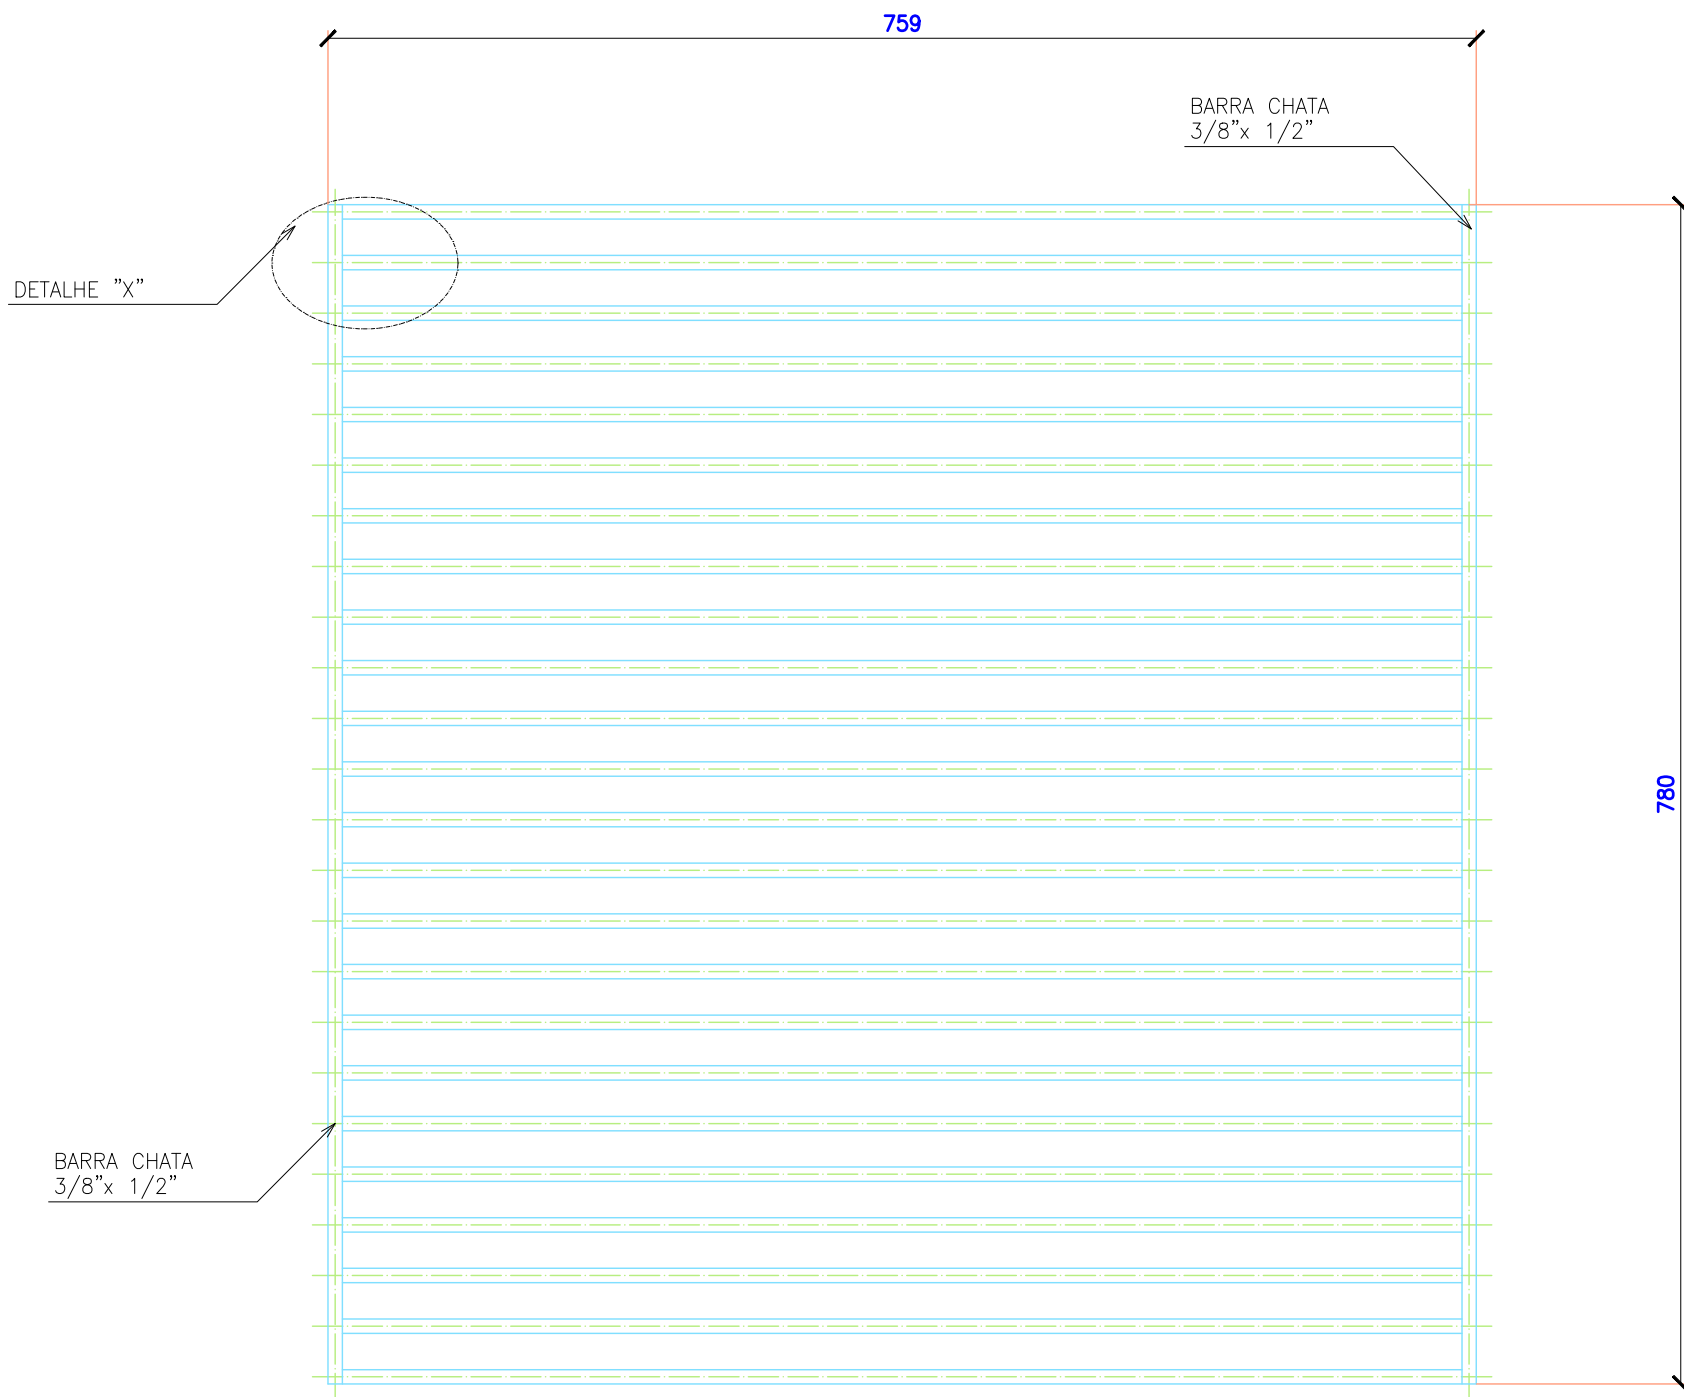 759
BARRA CHATA
3/8”x 1/2”
DETALHE ”X”
780
BARRA CHATA
3/8”x 1/2”